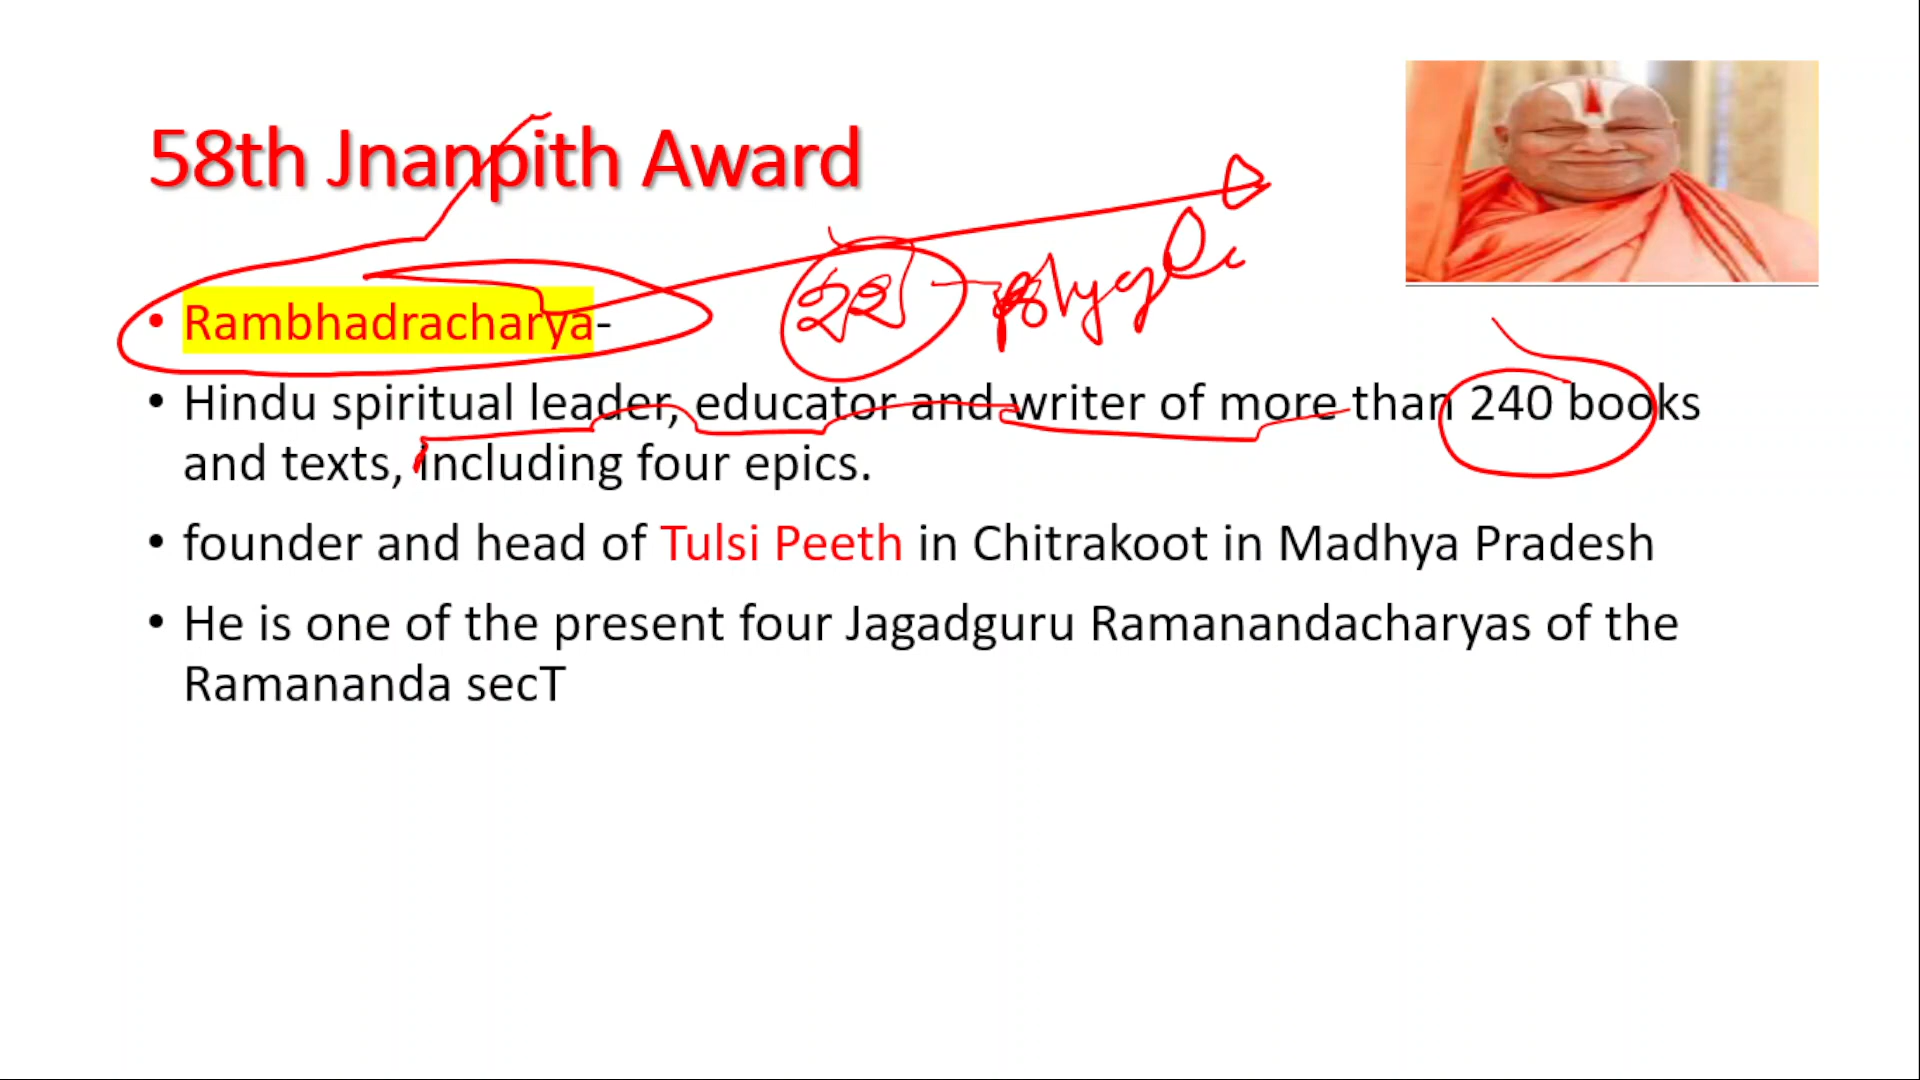 58th Jnanpith Award
• Rambhadracharya-
• Hindu spiritual leader, educator and writer of more than 240 books
and texts, including four epics.
• founder and head of Tulsi Peeth in Chitrakoot in Madhya Pradesh
• He is one of the present four Jagadguru Ramanandacharyas of the
Ramananda secT